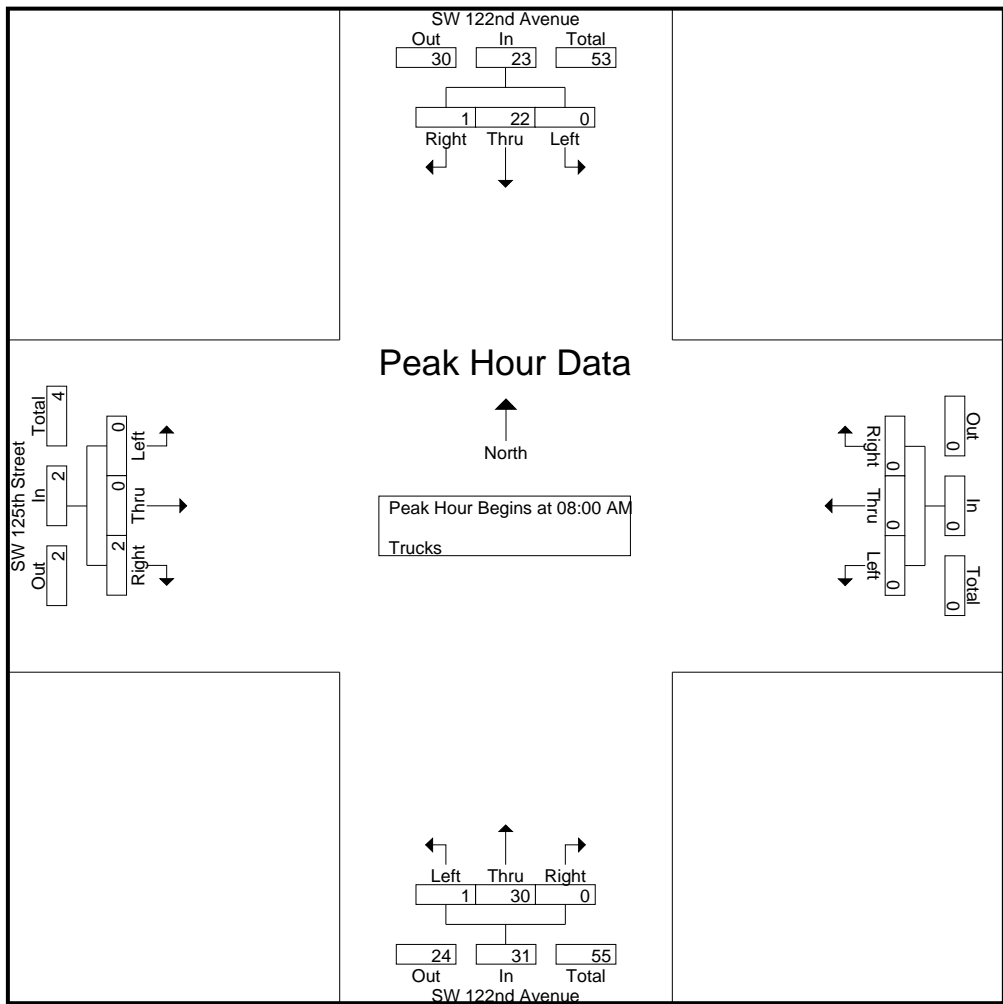 SW 122nd Avenue
Out In Total
30 23 53
1 22 0
Right Thru Left
Peak Hour Data
North
Peak Hour Begins at 08:00 AM
Trucks
SW 125th Street
Out In Total
2 2 4
2 0 0
Right Thru Left
Out In Total
0 0 0
Right Thru Left
0 0 0
Left Thru Right
1 30 0
24 31 55
Out In Total
SW 122nd Avenue